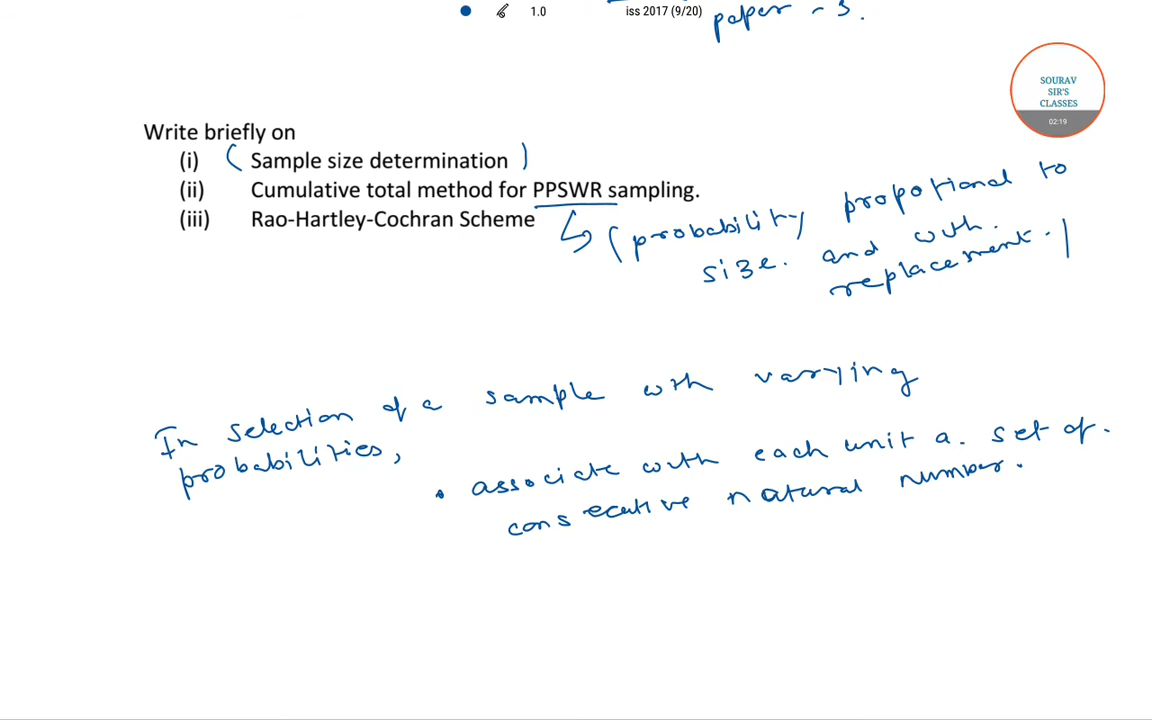 1.0 iss 2017 (9/20) paper - 3.
SOURAV
SIR'S
CLASSES
02:19
Write briefly on
(i) ( Sample size determination )
(ii) Cumulative total method for PPSWR sampling.
(iii) Rao-Hartley-Cochran Scheme
(probability propotional to
size. and with.
replacement.)
In selection of a sample with varying
probabilities,
• associate with each unit a. set of.
consecutive natural number.